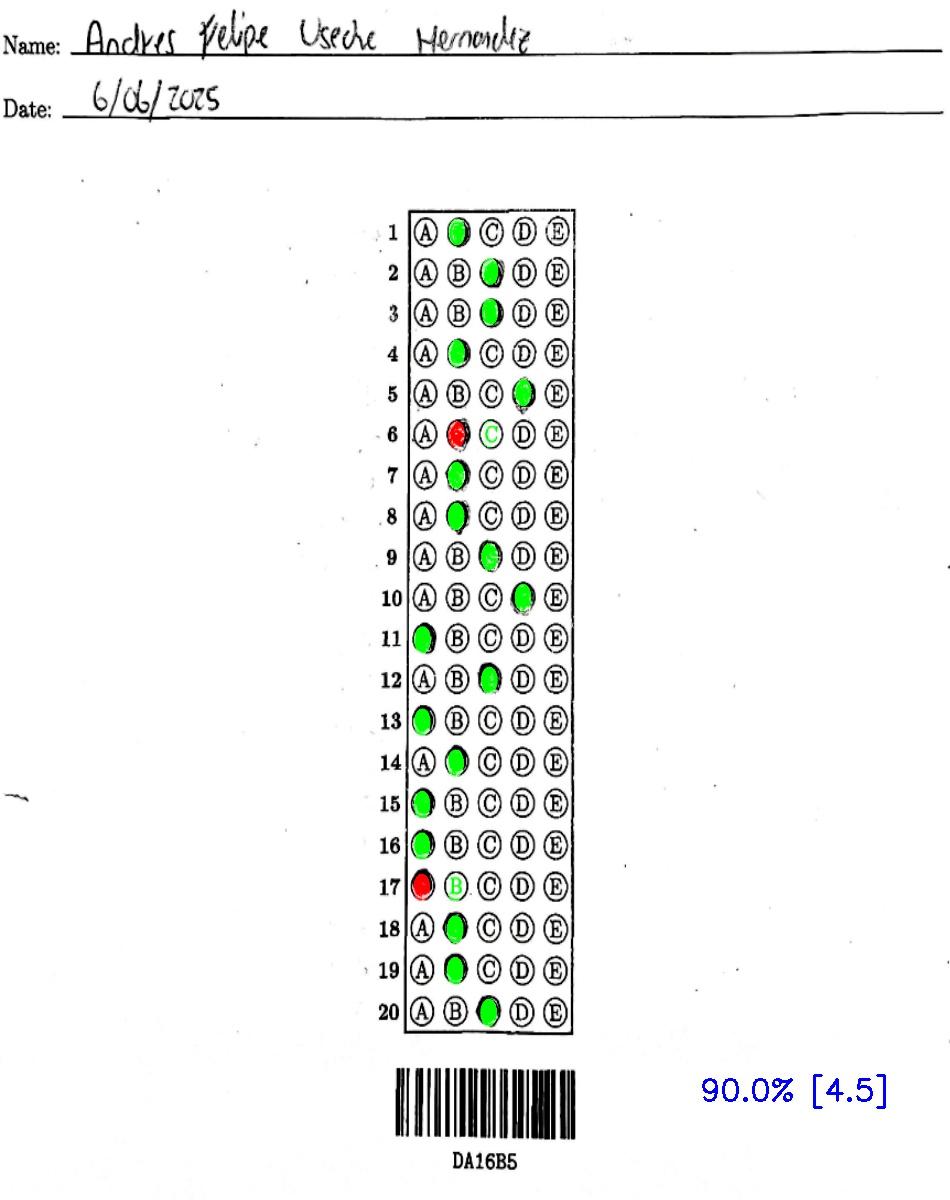 Name: Andres Felipe Useche Hernandez
Date: 6/06/2025
1 A C D E
2 A B D E
3 A B D E
4 A C D E
5 A B C E
6 A C D E
7 A C D E
8 A C D E
9 A B D E
10 A B C E
11 B C D E
12 A B D E
13 B C D E
14 A C D E
15 B C D E
16 B C D E
17 B C D E
18 A C D E
19 A C D E
20 A B D E
90.0% [4.5]
DA16B5